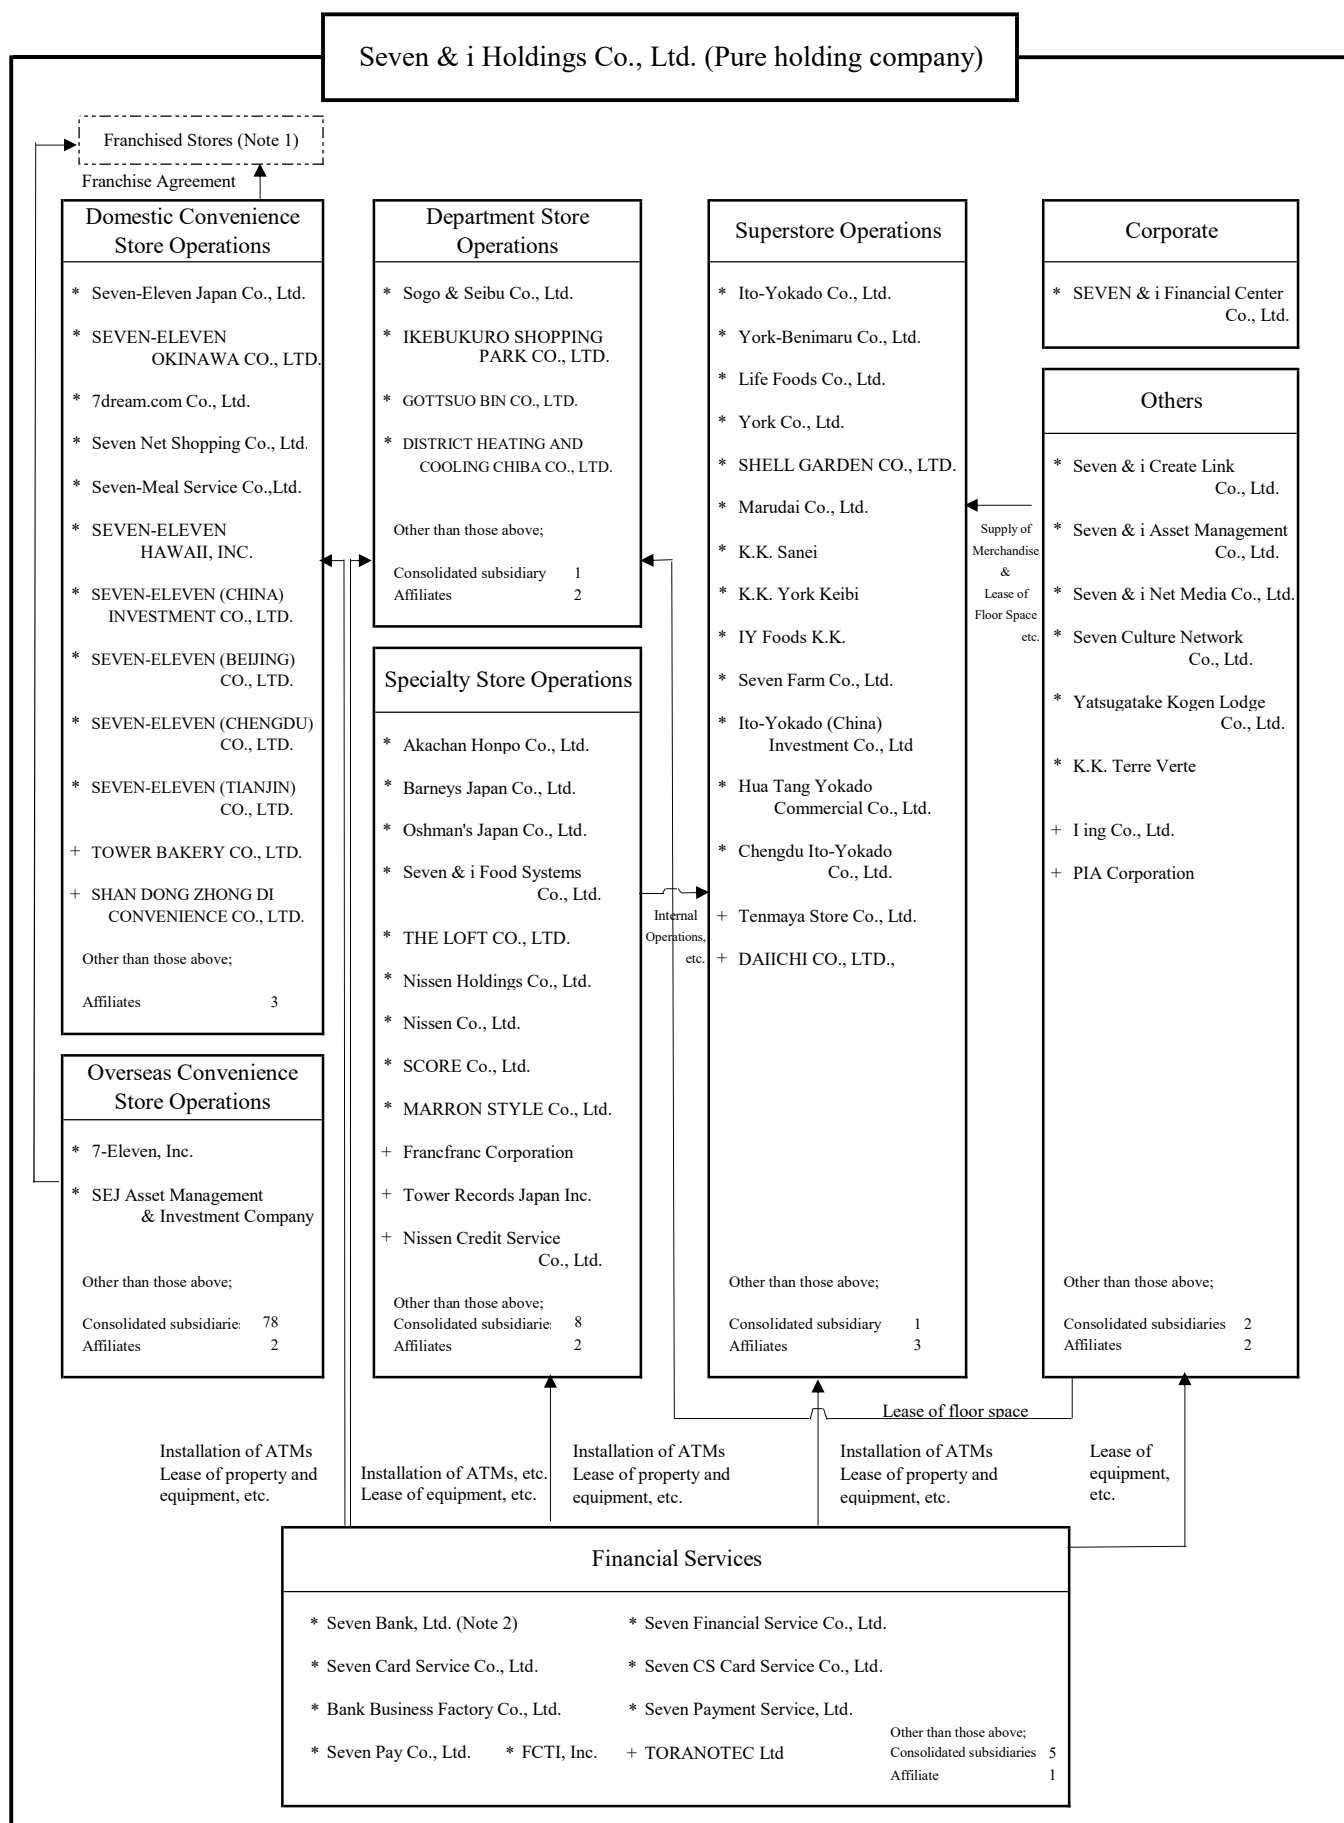 Seven & i Holdings Co., Ltd. (Pure holding company)
Franchised Stores (Note 1)
Franchise Agreement
Domestic Convenience
Store Operations
* Seven-Eleven Japan Co., Ltd.
* SEVEN-ELEVEN
OKINAWA CO., LTD.
* 7dream.com Co., Ltd.
* Seven Net Shopping Co., Ltd.
* Seven-Meal Service Co.,Ltd.
* SEVEN-ELEVEN
HAWAII, INC.
* SEVEN-ELEVEN (CHINA)
INVESTMENT CO., LTD.
* SEVEN-ELEVEN (BEIJING)
CO., LTD.
* SEVEN-ELEVEN (CHENGDU)
CO., LTD.
* SEVEN-ELEVEN (TIANJIN)
CO., LTD.
+ TOWER BAKERY CO., LTD.
+ SHAN DONG ZHONG DI
CONVENIENCE CO., LTD.
Other than those above;
Affiliates 3
Overseas Convenience
Store Operations
* 7-Eleven, Inc.
* SEJ Asset Management
& Investment Company
Other than those above;
Consolidated subsidiarie: 78
Affiliates 2
Department Store
Operations
* Sogo & Seibu Co., Ltd.
* IKEBUKURO SHOPPING
PARK CO., LTD.
* GOTTSUO BIN CO., LTD.
* DISTRICT HEATING AND
COOLING CHIBA CO., LTD.
Other than those above;
Consolidated subsidiary 1
Affiliates 2
Specialty Store Operations
* Akachan Honpo Co., Ltd.
* Barneys Japan Co., Ltd.
* Oshman's Japan Co., Ltd.
* Seven & i Food Systems
Co., Ltd.
* THE LOFT CO., LTD.
* Nissen Holdings Co., Ltd.
* Nissen Co., Ltd.
* SCORE Co., Ltd.
* MARRON STYLE Co., Ltd.
+ Francfranc Corporation
+ Tower Records Japan Inc.
+ Nissen Credit Service
Co., Ltd.
Other than those above;
Consolidated subsidiarie: 8
Affiliates 2
Internal
Operations,
etc.
Superstore Operations
* Ito-Yokado Co., Ltd.
* York-Benimaru Co., Ltd.
* Life Foods Co., Ltd.
* York Co., Ltd.
* SHELL GARDEN CO., LTD.
* Marudai Co., Ltd.
* K.K. Sanei
* K.K. York Keibi
* IY Foods K.K.
* Seven Farm Co., Ltd.
* Ito-Yokado (China)
Investment Co., Ltd
* Hua Tang Yokado
Commercial Co., Ltd.
* Chengdu Ito-Yokado
Co., Ltd.
+ Tenmaya Store Co., Ltd.
+ DAIICHI CO., LTD.,
Other than those above;
Consolidated subsidiary 1
Affiliates 3
Supply of
Merchandise
&
Lease of
Floor Space
etc.
Corporate
* SEVEN & i Financial Center
Co., Ltd.
Others
* Seven & i Create Link
Co., Ltd.
* Seven & i Asset Management
Co., Ltd.
* Seven & i Net Media Co., Ltd.
* Seven Culture Network
Co., Ltd.
* Yatsugatake Kogen Lodge
Co., Ltd.
* K.K. Terre Verte
+ I ing Co., Ltd.
+ PIA Corporation
Other than those above;
Consolidated subsidiaries 2
Affiliates 2
Lease of floor space
Installation of ATMs
Lease of property and
equipment, etc.
Installation of ATMs, etc.
Lease of equipment, etc.
Installation of ATMs
Lease of property and
equipment, etc.
Installation of ATMs
Lease of property and
equipment, etc.
Lease of
equipment,
etc.
Financial Services
* Seven Bank, Ltd. (Note 2)
* Seven Financial Service Co., Ltd.
* Seven Card Service Co., Ltd.
* Seven CS Card Service Co., Ltd.
* Bank Business Factory Co., Ltd.
* Seven Payment Service, Ltd.
* Seven Pay Co., Ltd. * FCTI, Inc. + TORANOTEC Ltd
Other than those above;
Consolidated subsidiaries 5
Affiliate 1